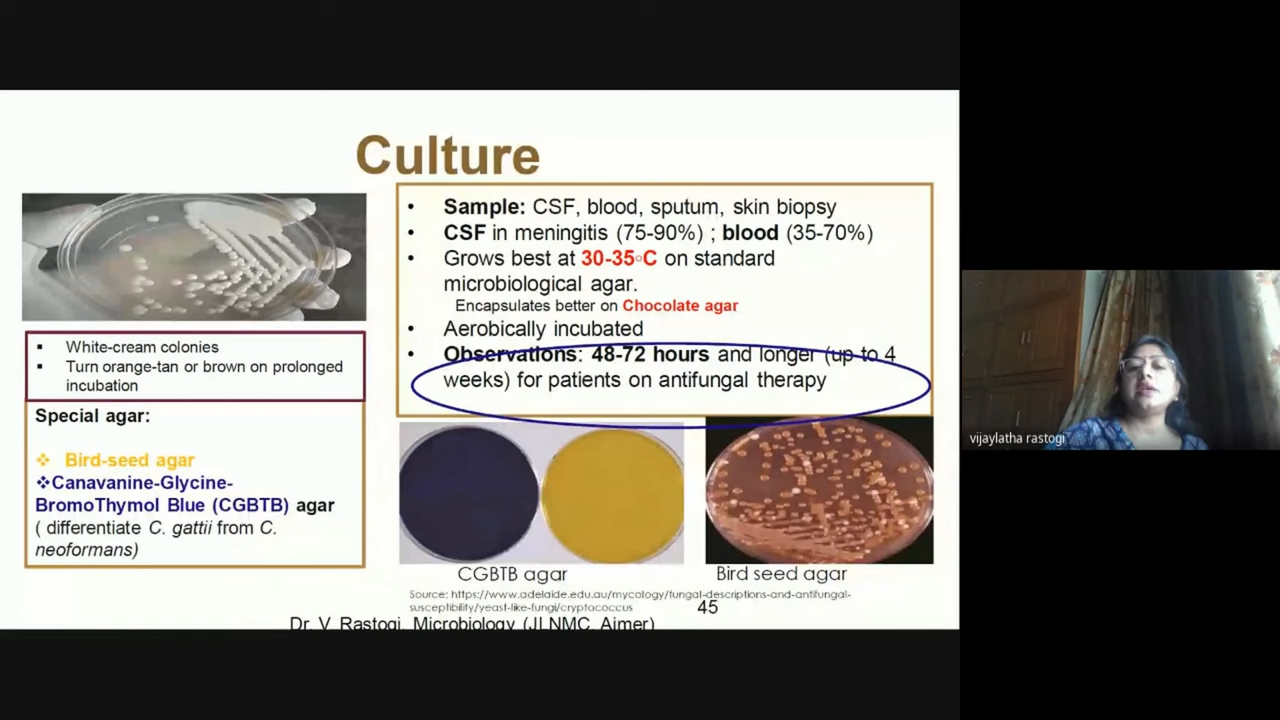 Culture
• Sample: CSF, blood, sputum, skin biopsy
• CSF in meningitis (75-90%) ; blood (35-70%)
• Grows best at 30-35◦C on standard
microbiological agar.
Encapsulates better on Chocolate agar
• Aerobically incubated
• Observations: 48-72 hours and longer (up to 4
weeks) for patients on antifungal therapy
▪ White-cream colonies
▪ Turn orange-tan or brown on prolonged
incubation
Special agar:
❖ Bird-seed agar
❖Canavanine-Glycine-
BromoThymol Blue (CGBTB) agar
( differentiate C. gattii from C.
neoformans)
CGBTB agar
Bird seed agar
Source: https://www.adelaide.edu.au/mycology/fungal-descriptions-and-antifungal-
susceptibility/yeast-like-fungi/cryptococcus
45
Dr. V. Rastogi, Microbiology (JLNMC, Ajmer)
vijaylatha rastogi